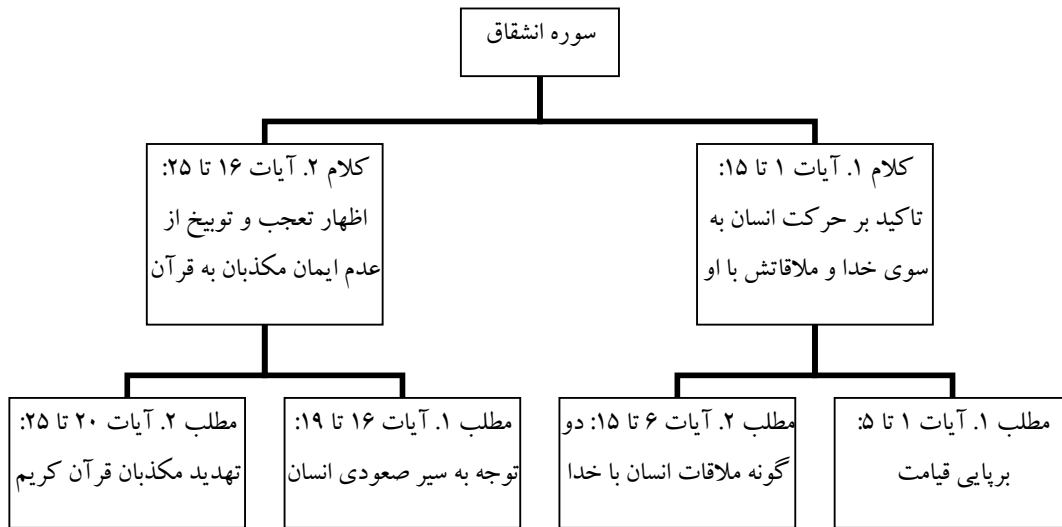 سوره انشقاق
کلام ۱. آیات ۱ تا ۱۵:
تاکید بر حرکت انسان به
سوی خدا و ملاقاتش با او
کلام ۲. آیات ۱۶ تا ۲۵:
اظهار تعجب و توبیخ از
عدم ایمان مکذبان به قرآن
مطلب ۱. آیات ۱ تا ۵:
برپایی قیامت
مطلب ۲. آیات ۶ تا ۱۵: دو
گونه ملاقات انسان با خدا
مطلب ۱. آیات ۱۶ تا ۱۹:
توجه به سیر صعودی انسان
مطلب ۲. آیات ۲۰ تا ۲۵:
تهدید مکذبان قرآن کریم